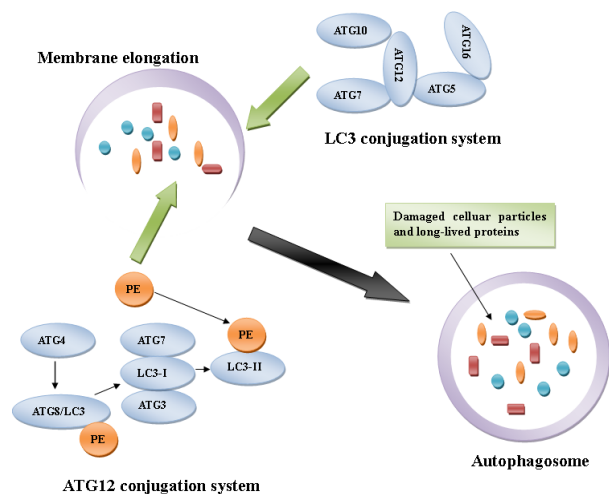 Membrane elongation
ATG10
ATG12
ATG16
ATG7
ATG5
LC3 conjugation system
Damaged celluar particles
and long-lived proteins
PE
PE
ATG4
ATG7
LC3-I
LC3-II
ATG8/LC3
ATG3
PE
ATG12 conjugation system
Autophagosome